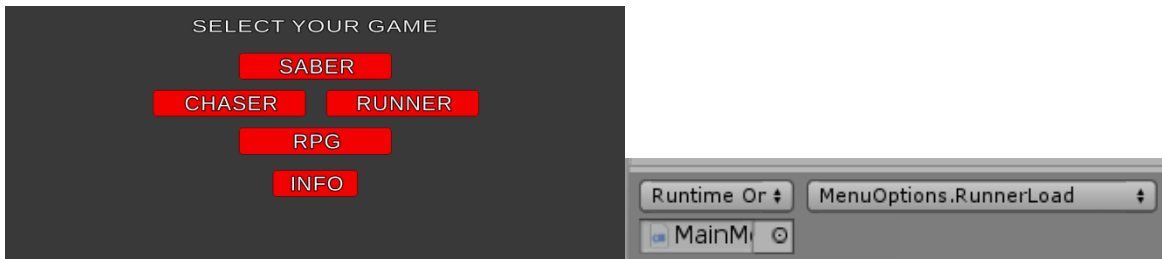 SELECT YOUR GAME
SABER
CHASER RUNNER
RPG
INFO
Runtime Or MenuOptions.RunnerLoad
MainM